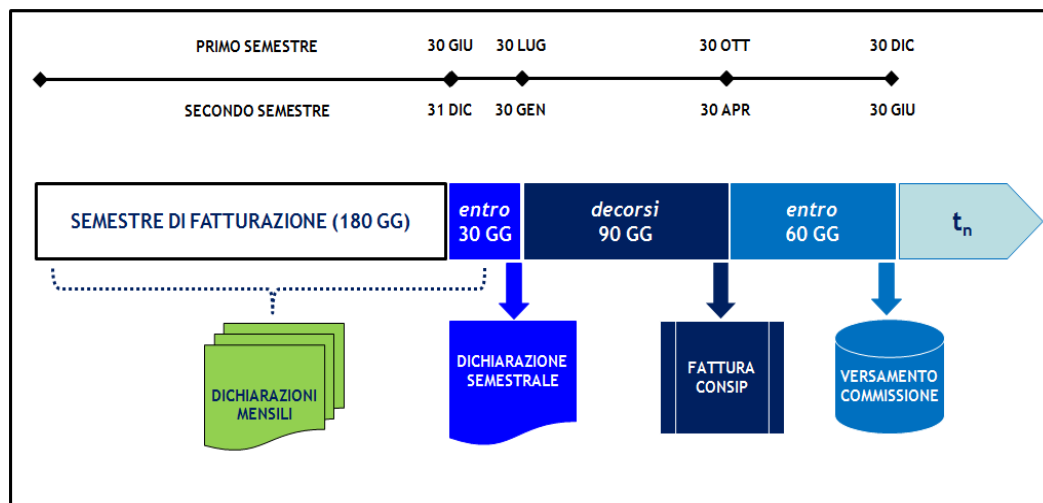 PRIMO SEMESTRE
30 GIU
30 LUG
30 OTT
30 DIC
SECONDO SEMESTRE
31 DIC
30 GEN
30 APR
30 GIU
SEMESTRE DI FATTURAZIONE (180 GG)
entro
30 GG
decorsi
90 GG
entro
60 GG
tn
DICHIARAZIONI
MENSILI
DICHIARAZIONE
SEMESTRALE
FATTURA
CONSIP
VERSAMENTO
COMMISSIONE